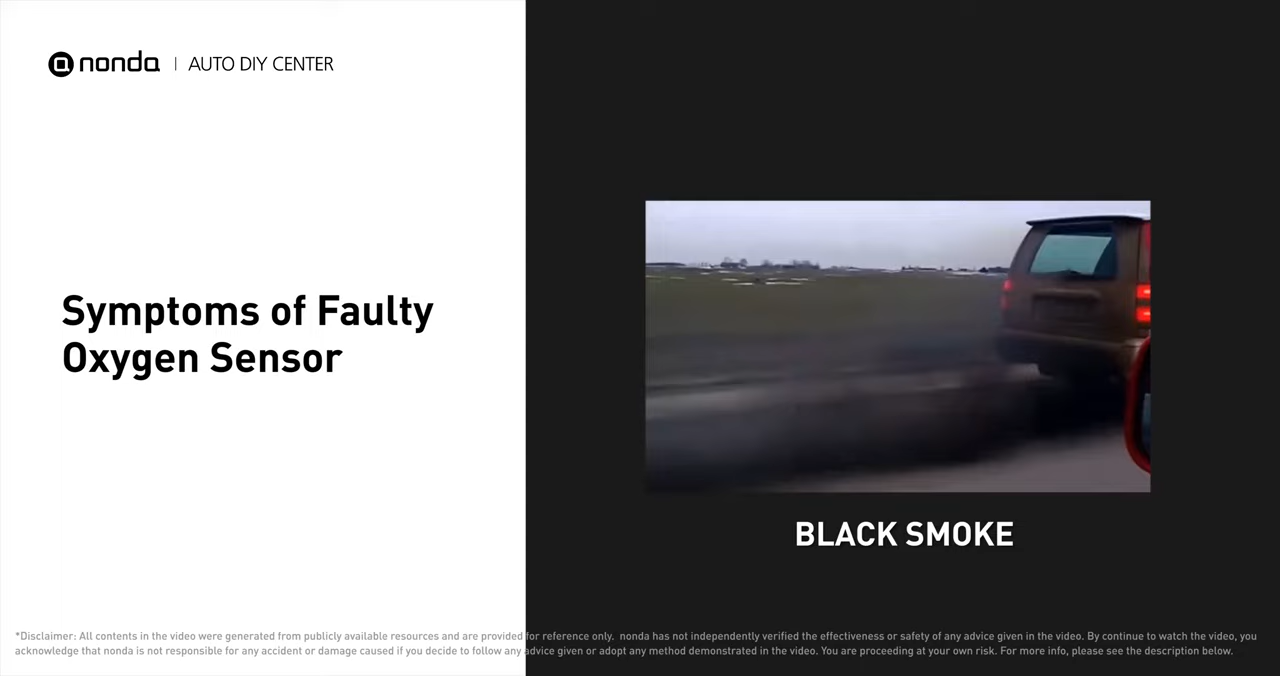 nonda | AUTO DIY CENTER
Symptoms of Faulty
Oxygen Sensor
BLACK SMOKE
*Disclaimer: All contents in the video were generated from publicly available resources and are provided for reference only. nonda has not independently verified the effectiveness or safety of any advice given in the video. By continue to watch the video, you
acknowledge that nonda is not responsible for any accident or damage caused if you decide to follow any advice given or adopt any method demonstrated in the video. You are proceeding at your own risk. For more info, please see the description below.